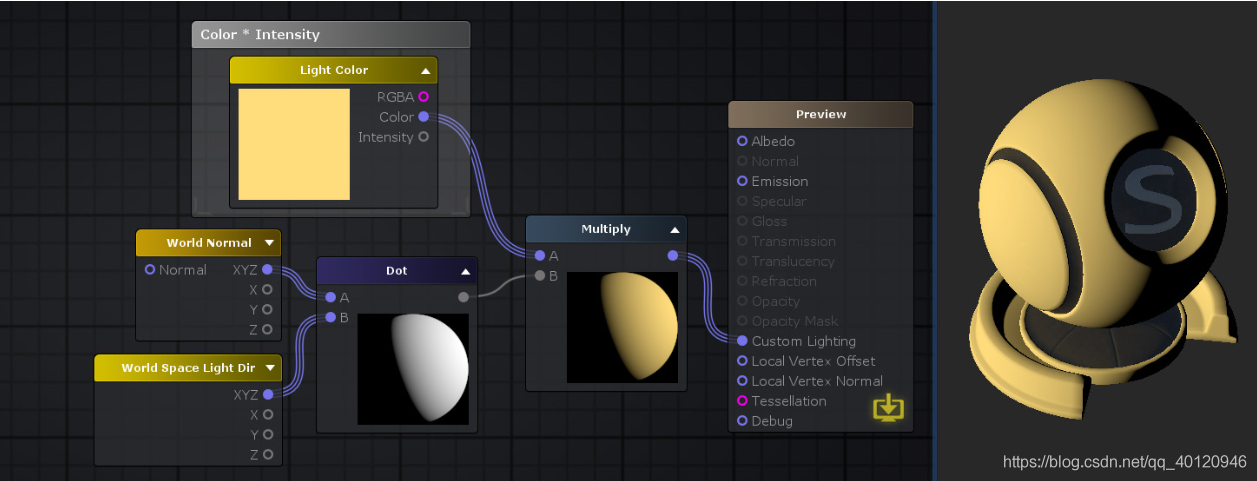 Color * Intensity
Light Color
RGBA
Color
Intensity
World Normal
Normal
XYZ
X
Y
Z
World Space Light Dir
XYZ
X
Y
Z
Dot
A
B
Multiply
A
B
Preview
Albedo
Normal
Emission
Specular
Gloss
Transmission
Translucency
Refraction
Opacity
Opacity Mask
Custom Lighting
Local Vertex Offset
Local Vertex Normal
Tessellation
Debug
S
https://blog.csdn.net/qq_40120946